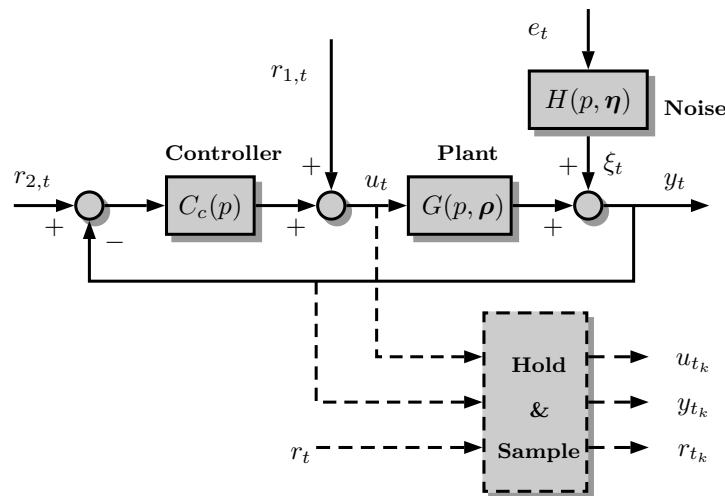 e_t
r_{1,t}
H(p, η)
Noise
Controller
+
Plant
+
ξ_t
r_{2,t}
C_c(p)
u_t
G(p, ρ)
y_t
+
−
+
+
Hold
u_{t_k}
&
y_{t_k}
r_t
Sample
r_{t_k}